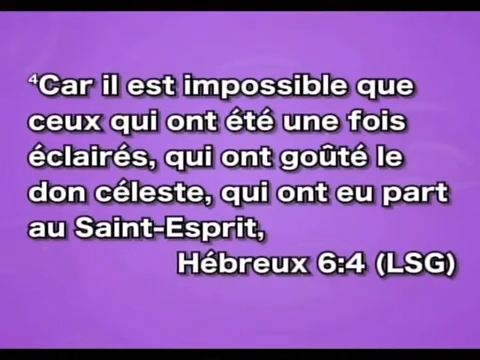 ⁴Car il est impossible que
ceux qui ont été une fois
éclairés, qui ont goûté le
don céleste, qui ont eu part
au Saint-Esprit,
Hébreux 6:4 (LSG)